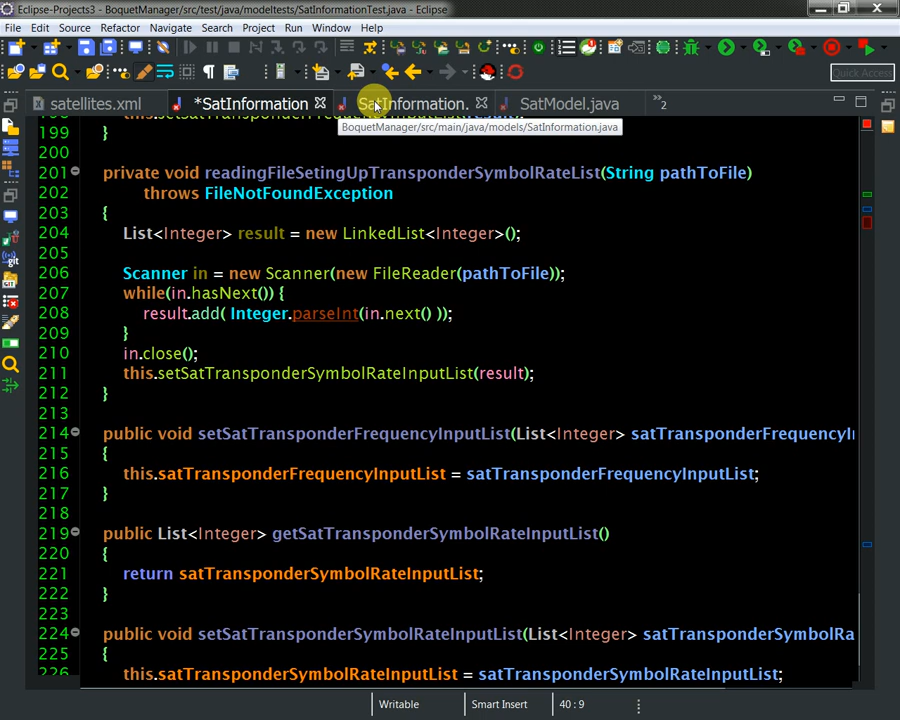 Eclipse-Projects3 - BoquetManager/src/test/java/modeltests/SatInformationTest.java - Eclipse
File Edit Source Refactor Navigate Search Project Run Window Help
Quick Access
satellites.xml *SatInformation SatInformation. SatModel.java »2
BoquetManager/src/main/java/models/SatInformation.java
199 }
200
201 private void readingFileSetingUpTransponderSymbolRateList(String pathToFile)
202 throws FileNotFoundException
203 {
204 List<Integer> result = new LinkedList<Integer>();
205
206 Scanner in = new Scanner(new FileReader(pathToFile));
207 while(in.hasNext()) {
208 result.add( Integer.parseInt(in.next() ));
209 }
210 in.close();
211 this.setSatTransponderSymbolRateInputList(result);
212 }
213
214 public void setSatTransponderFrequencyInputList(List<Integer> satTransponderFrequencyI
215 {
216 this.satTransponderFrequencyInputList = satTransponderFrequencyInputList;
217 }
218
219 public List<Integer> getSatTransponderSymbolRateInputList()
220 {
221 return satTransponderSymbolRateInputList;
222 }
223
224 public void setSatTransponderSymbolRateInputList(List<Integer> satTransponderSymbolRa
225 {
226 this.satTransponderSymbolRateInputList = satTransponderSymbolRateInputList;
Writable Smart Insert 40 : 9